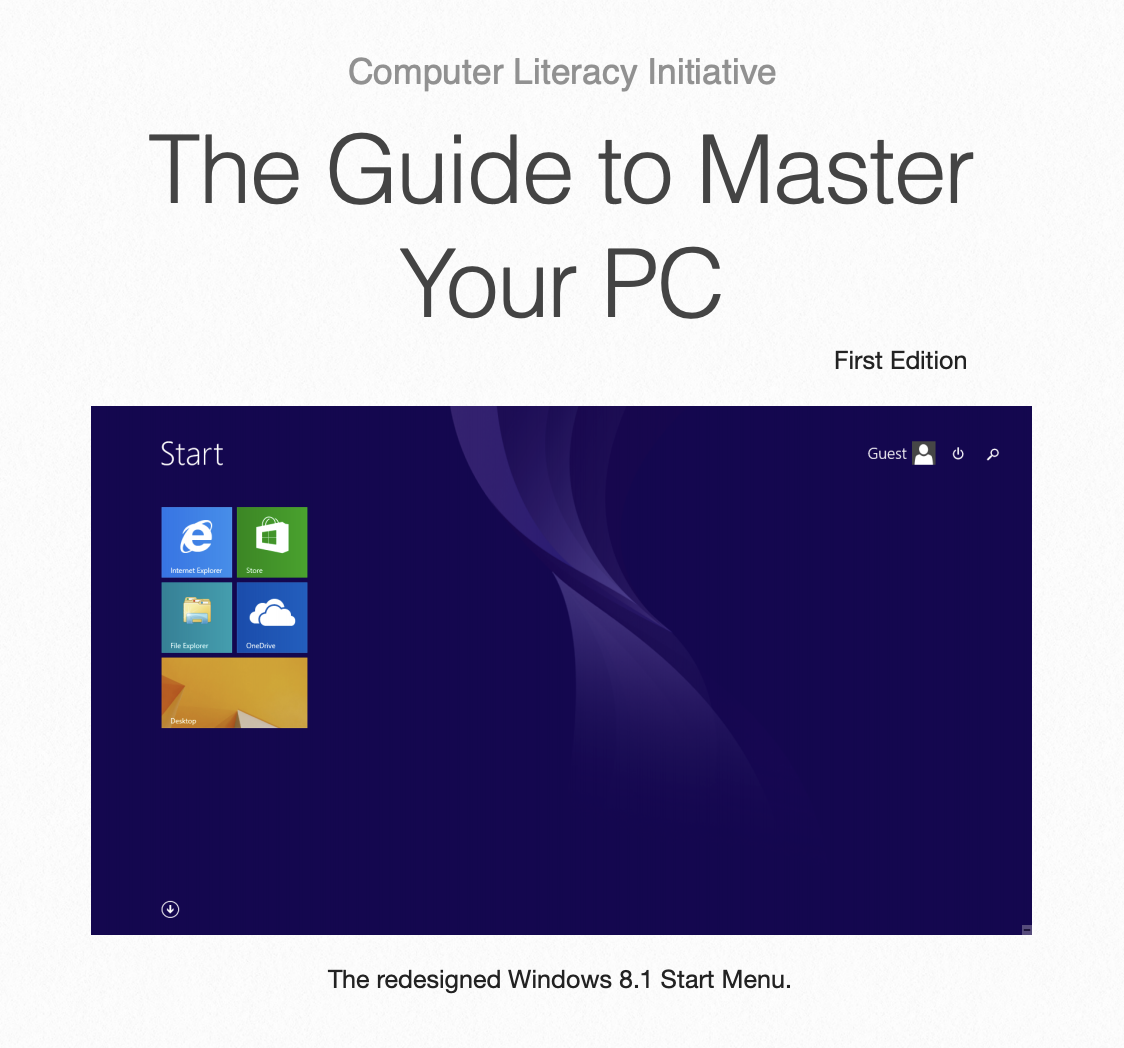 Computer Literacy Initiative
The Guide to Master
Your PC
First Edition
Start
Guest
Internet Explorer
Store
File Explorer
OneDrive
Desktop
The redesigned Windows 8.1 Start Menu.